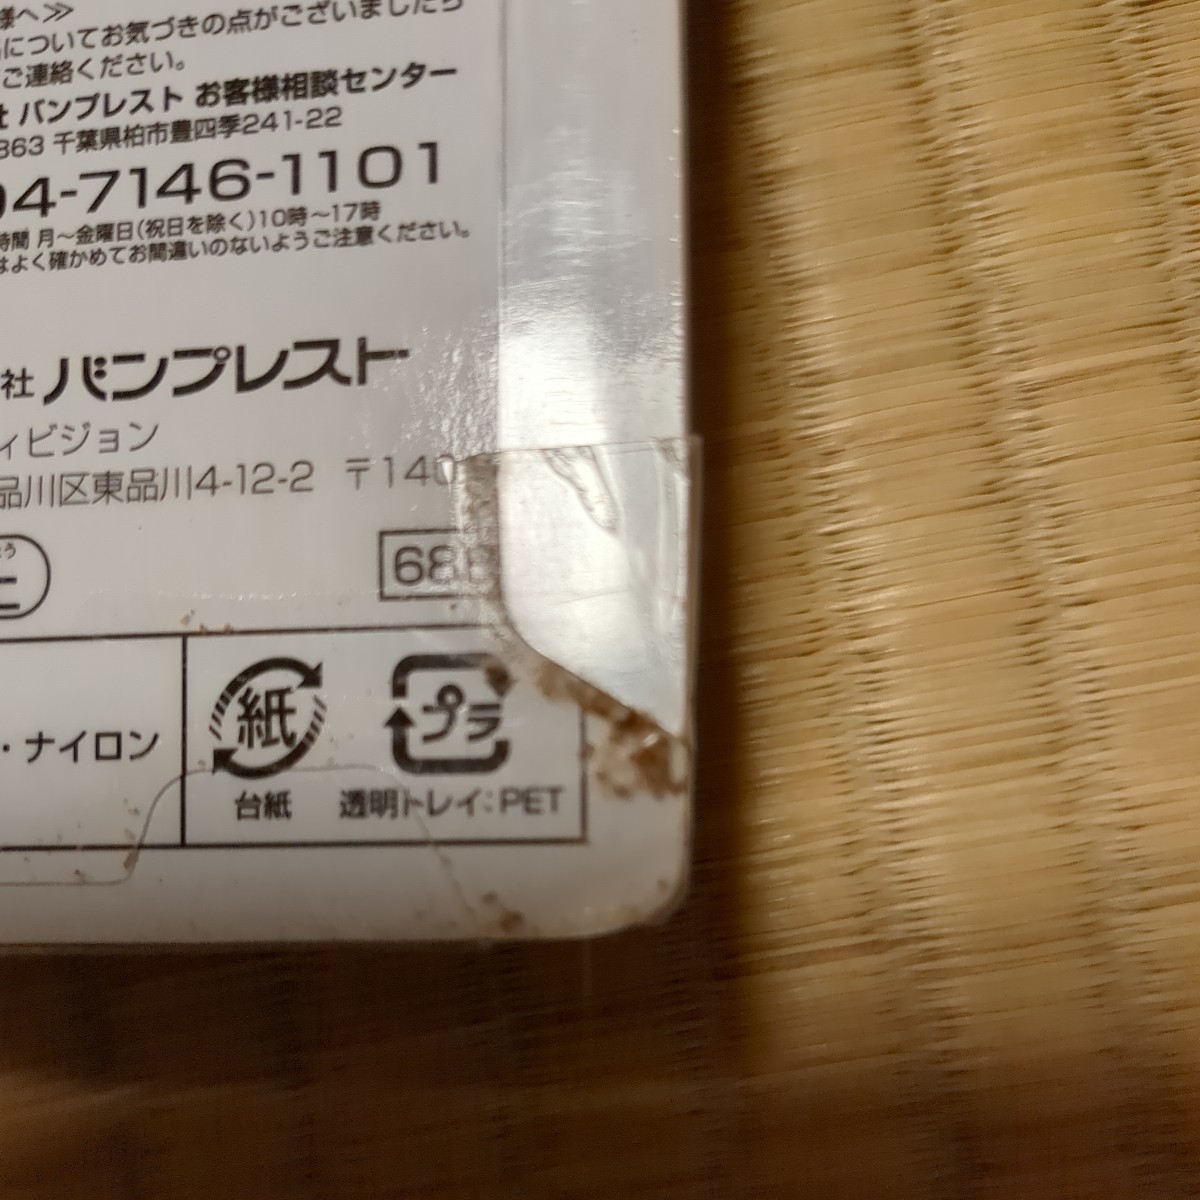 様へ≫
についてお気づきの点がございましたら
ご連絡ください。
社 バンプレスト お客様相談センター
863 千葉県柏市豊四季241-22
04-7146-1101
時間 月～金曜日(祝日を除く)10時～17時
はよく確かめてお間違いのないようご注意ください。
社 バンプレスト
ィビジョン
品川区東品川4-12-2 〒140
68
・ナイロン
紙
プラ
台紙
透明トレイ:PET